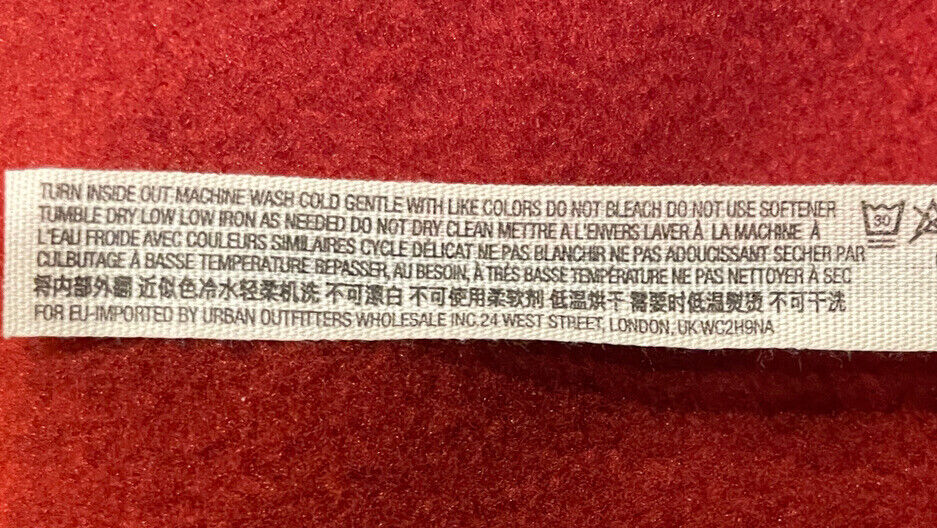 TURN INSIDE OUT MACHINE WASH COLD GENTLE WITH LIKE COLORS DO NOT BLEACH DO NOT USE SOFTENER
TUMBLE DRY LOW LOW IRON AS NEEDED DO NOT DRY CLEAN METTRE À L'ENVERS LAVER À LA MACHINE À
L'EAU FROIDE AVEC COULEURS SIMILAIRES CYCLE DÉLICAT NE PAS BLANCHIR NE PAS ADOUCISSANT SECHER PAR
CULBUTAGE À BASSE TEMPERATURE REPASSER, AU BESOIN, À TRÈS BASSE TEMPÉRATURE NE PAS NETTOYER À SEC
将内部外翻 近似色冷水轻柔机洗 不可漂白 不可使用柔软剂 低温烘干 需要时低温熨烫 不可干洗
FOR EU-IMPORTED BY URBAN OUTFITTERS WHOLESALE INC 24 WEST STREET, LONDON, UK WC2H9NA
30